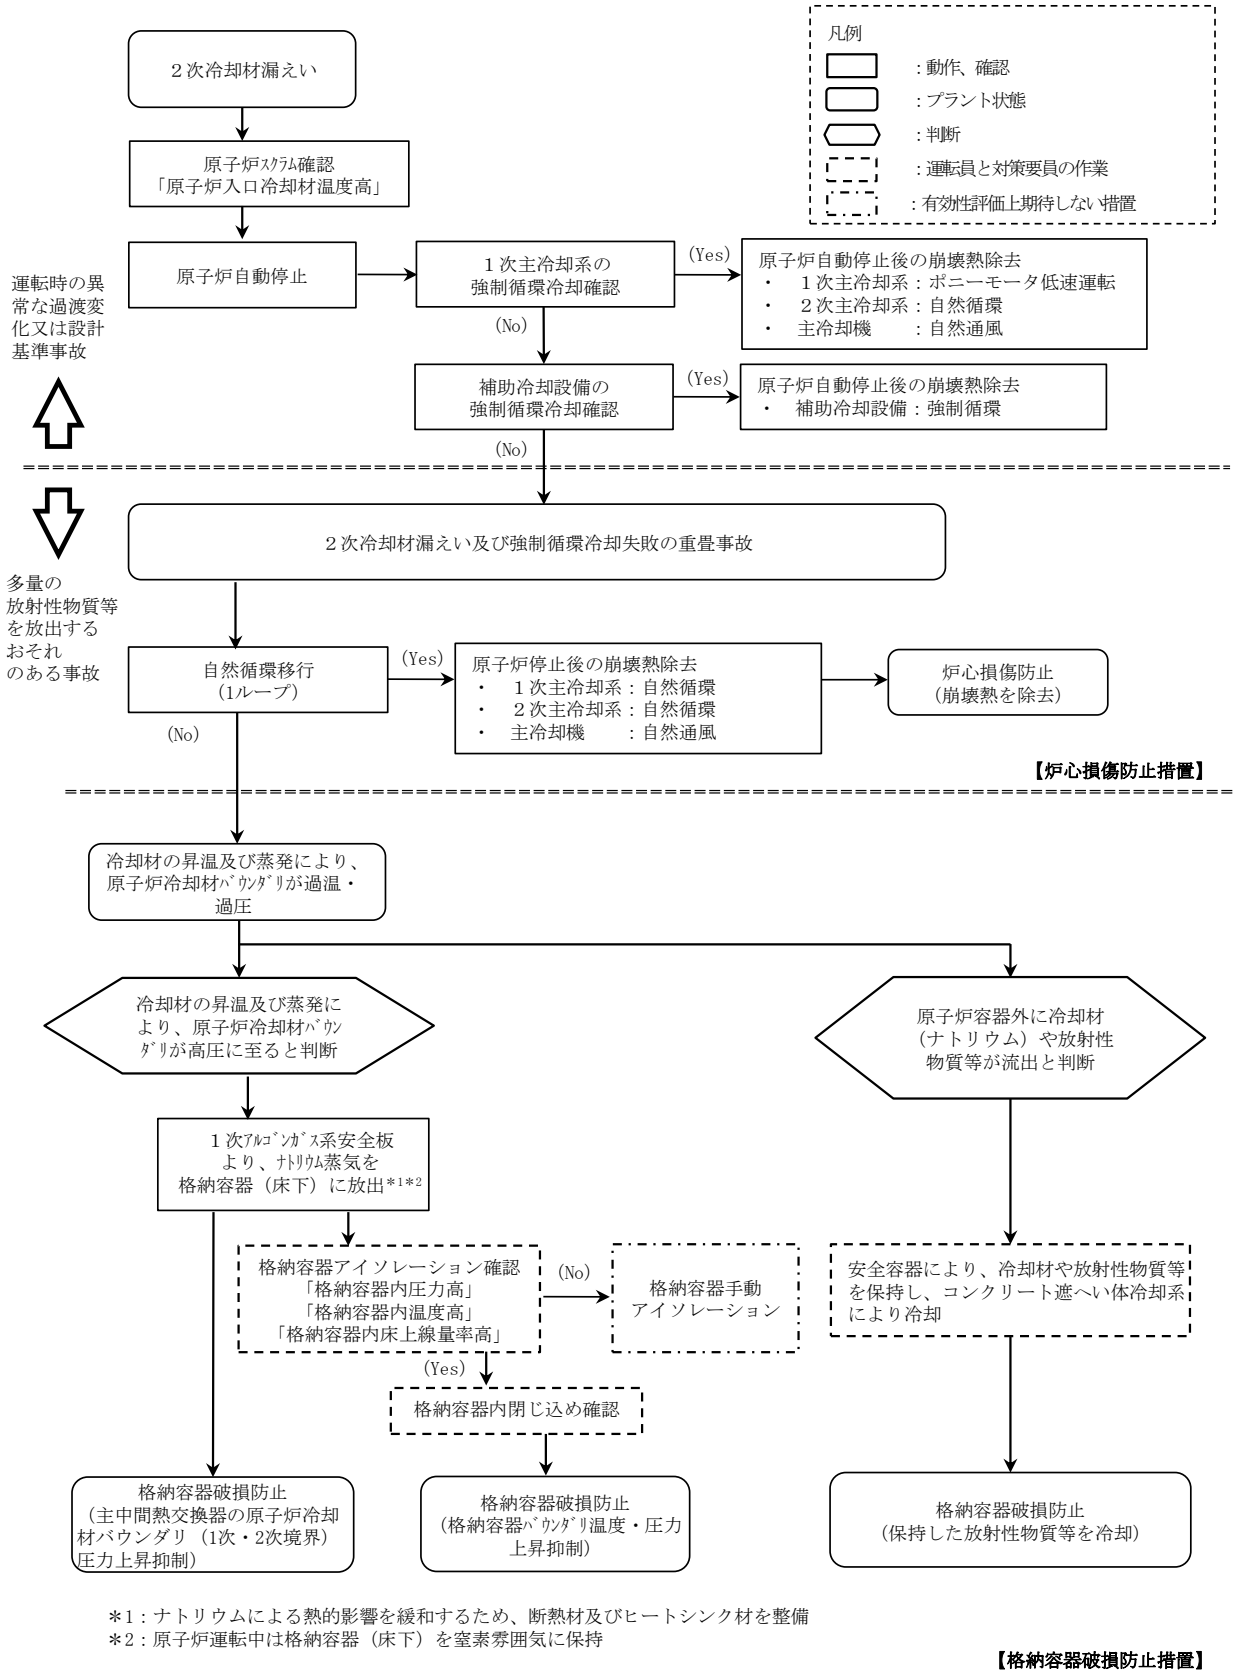 凡例
：動作、確認
：プラント状態
：判断
：運転員と対策要員の作業
：有効性評価上期待しない措置
２次冷却材漏えい
原子炉ｽｸﾗﾑ確認
「原子炉入口冷却材温度高」
原子炉自動停止
１次主冷却系の
強制循環冷却確認
(Yes)
原子炉自動停止後の崩壊熱除去
・　１次主冷却系：ポニーモータ低速運転
・　２次主冷却系：自然循環
・　主冷却機　　：自然通風
運転時の異
常な過渡変
化又は設計
基準事故
(No)
補助冷却設備の
強制循環冷却確認
(Yes)
原子炉自動停止後の崩壊熱除去
・　補助冷却設備：強制循環
(No)
２次冷却材漏えい及び強制循環冷却失敗の重畳事故
多量の
放射性物質等
を放出する
おそれ
のある事故
自然循環移行
(1ループ)
(Yes)
原子炉停止後の崩壊熱除去
・　１次主冷却系：自然循環
・　２次主冷却系：自然循環
・　主冷却機　　：自然通風
炉心損傷防止
(崩壊熱を除去)
(No)
【炉心損傷防止措置】
冷却材の昇温及び蒸発により、
原子炉冷却材ﾊﾞｳﾝﾀﾞﾘが過温・
過圧
冷却材の昇温及び蒸発に
より、原子炉冷却材ﾊﾞｳﾝ
ﾀﾞﾘが高圧に至ると判断
原子炉容器外に冷却材
（ナトリウム）や放射性
物質等が流出と判断
１次ｱﾙｺﾞﾝｶﾞｽ系安全板
より、ﾅﾄﾘｳﾑ蒸気を
格納容器（床下）に放出*1*2
格納容器アイソレーション確認
「格納容器内圧力高」
「格納容器内温度高」
「格納容器内床上線量率高」
(No)
格納容器手動
アイソレーション
安全容器により、冷却材や放射性物質等
を保持し、コンクリート遮へい体冷却系
により冷却
(Yes)
格納容器内閉じ込め確認
格納容器破損防止
(主中間熱交換器の原子炉冷却
材バウンダリ（1次・2次境界）
圧力上昇抑制)
格納容器破損防止
(格納容器ﾊﾞｳﾝﾀﾞﾘ温度・圧力
上昇抑制)
格納容器破損防止
(保持した放射性物質等を冷却)
＊1：ナトリウムによる熱的影響を緩和するため、断熱材及びヒートシンク材を整備
＊2：原子炉運転中は格納容器（床下）を窒素雰囲気に保持
【格納容器破損防止措置】